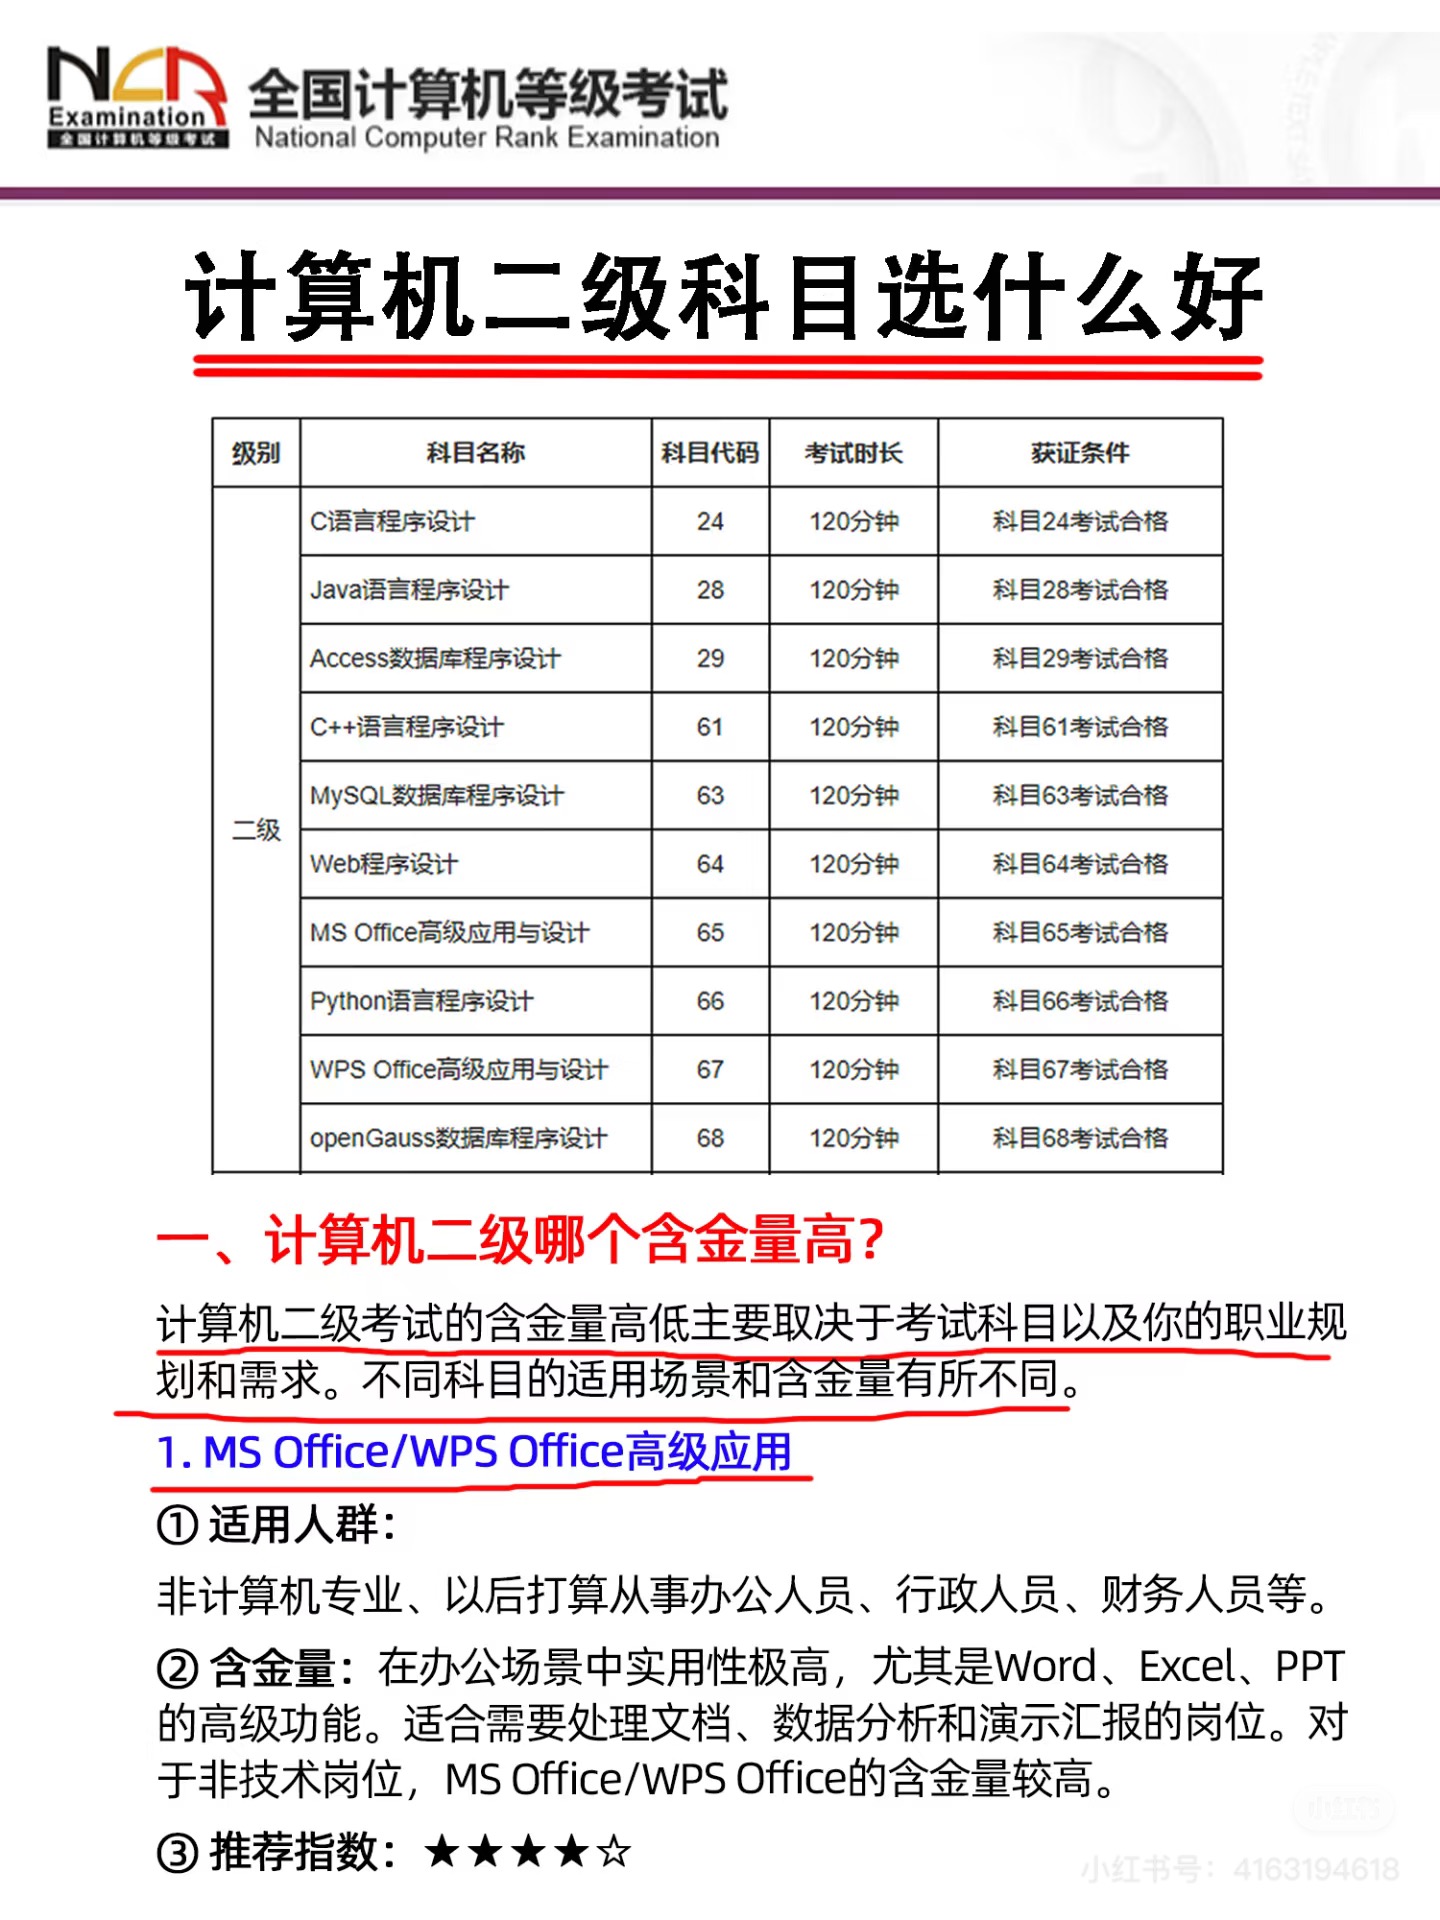 NCR
Examination
全国计算机等级考试
全国计算机等级考试
National Computer Rank Examination
计算机二级科目选什么好
级别 科目名称 科目代码 考试时长 获证条件
二级
C语言程序设计 24 120分钟 科目24考试合格
Java语言程序设计 28 120分钟 科目28考试合格
Access数据库程序设计 29 120分钟 科目29考试合格
C++语言程序设计 61 120分钟 科目61考试合格
MySQL数据库程序设计 63 120分钟 科目63考试合格
Web程序设计 64 120分钟 科目64考试合格
MS Office高级应用与设计 65 120分钟 科目65考试合格
Python语言程序设计 66 120分钟 科目66考试合格
WPS Office高级应用与设计 67 120分钟 科目67考试合格
openGauss数据库程序设计 68 120分钟 科目68考试合格
一、计算机二级哪个含金量高？
计算机二级考试的含金量高低主要取决于考试科目以及你的职业规
划和需求。不同科目的适用场景和含金量有所不同。
1. MS Office/WPS Office高级应用
① 适用人群：
非计算机专业、以后打算从事办公人员、行政人员、财务人员等。
② 含金量：在办公场景中实用性极高，尤其是Word、Excel、PPT
的高级功能。适合需要处理文档、数据分析和演示汇报的岗位。对
于非技术岗位，MS Office/WPS Office的含金量较高。
③ 推荐指数：★★★★☆
小红书
小红书号：4163194618